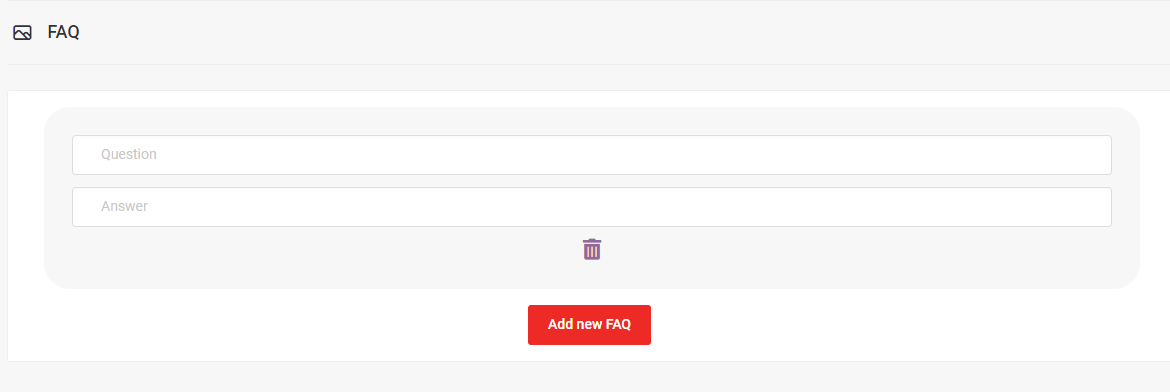 FAQ
Question
Answer
Add new FAQ